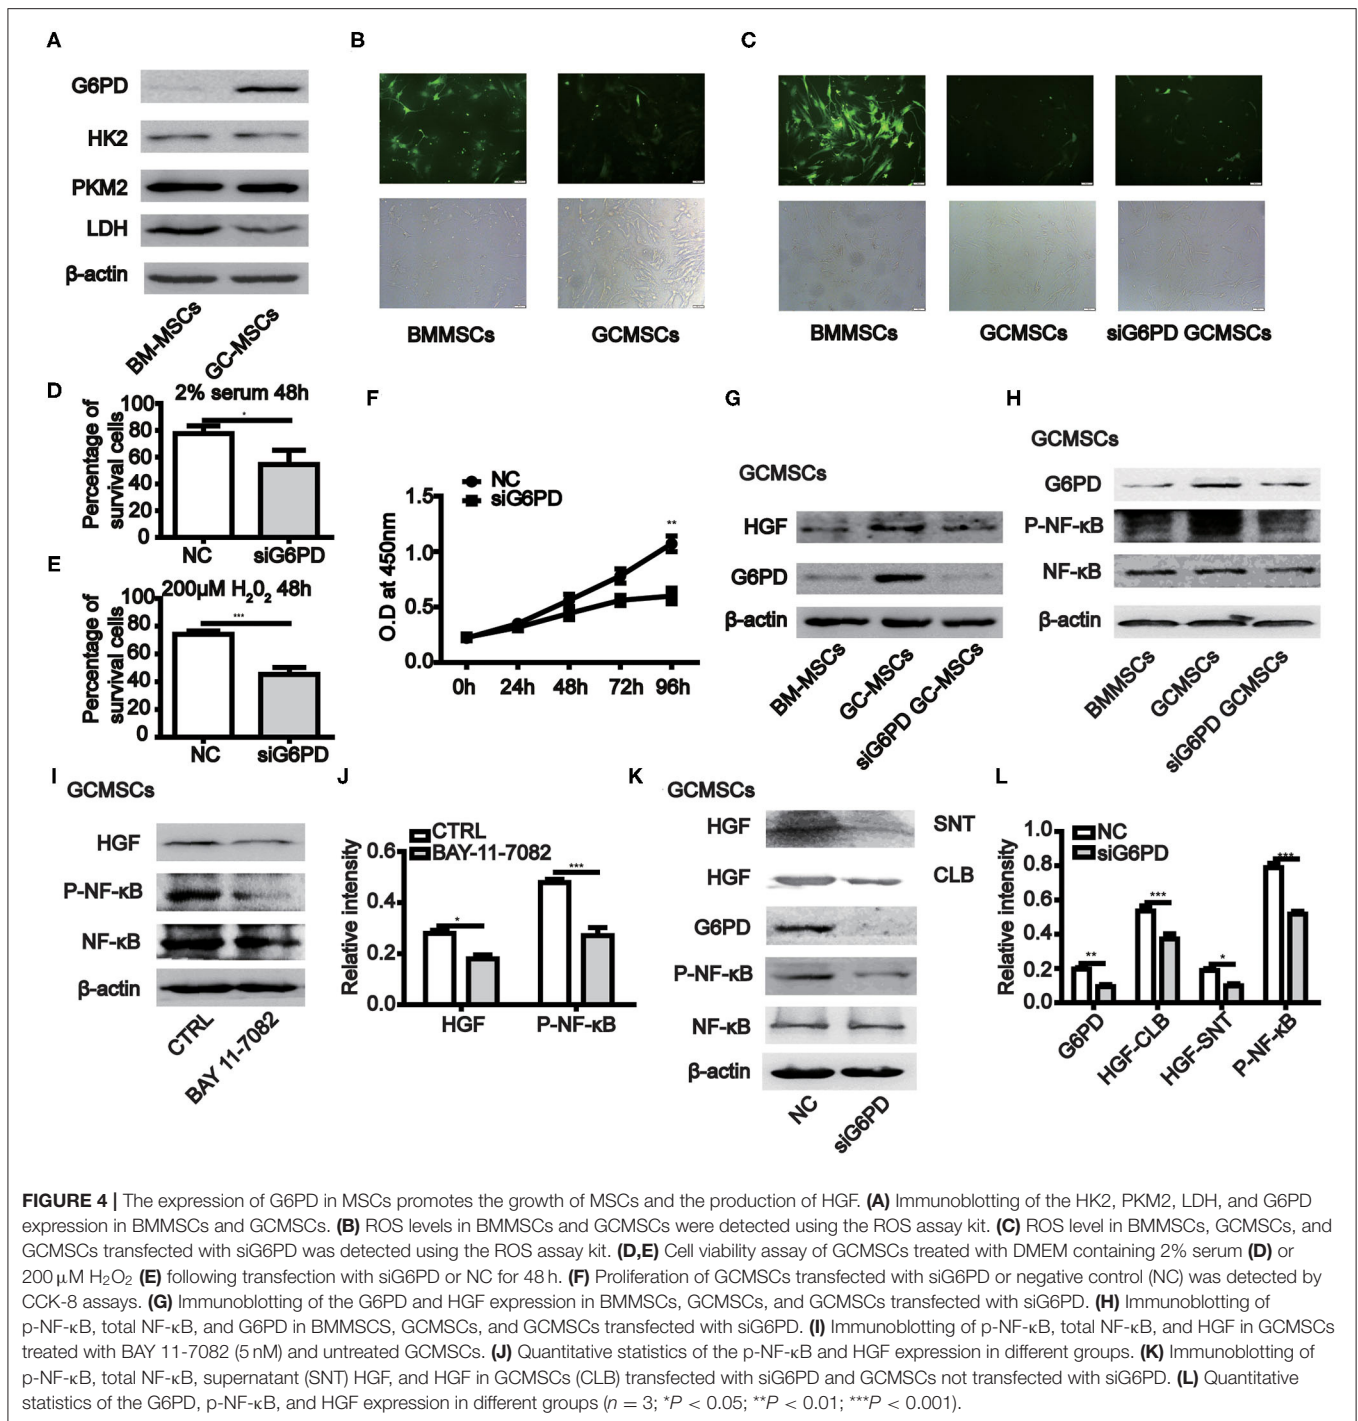 A
G6PD
HK2
PKM2
LDH
β-actin
BM-MSCs
GC-MSCs
B
BMMSCs
GCMSCs
C
BMMSCs
GCMSCs
siG6PD GCMSCs
D
2% serum 48h
Percentage of
survival cells
100
80
60
40
20
0
*
NC
siG6PD
E
200μM H₂O₂ 48h
Percentage of
survival cells
100
80
60
40
20
0
***
NC
siG6PD
F
NC
siG6PD
O.D at 450nm
1.5
1.0
0.5
0.0
**
0h
24h
48h
72h
96h
G
GCMSCs
HGF
G6PD
β-actin
BM-MSCs
GC-MSCs
siG6PD GC-MSCs
H
GCMSCs
G6PD
P-NF-κB
NF-κB
β-actin
BMMSCs
GCMSCs
siG6PD GCMSCs
I
GCMSCs
HGF
P-NF-κB
NF-κB
β-actin
CTRL
BAY 11-7082
J
CTRL
BAY-11-7082
Relative intensity
0.6
0.4
0.2
0.0
*
***
HGF
P-NF-κB
K
GCMSCs
HGF
SNT
HGF
CLB
G6PD
P-NF-κB
NF-κB
β-actin
NC
siG6PD
L
NC
siG6PD
Relative intensity
1.0
0.8
0.6
0.4
0.2
0.0
**
***
*
***
G6PD
HGF-CLB
HGF-SNT
P-NF-κB
FIGURE 4 | The expression of G6PD in MSCs promotes the growth of MSCs and the production of HGF. (A) Immunoblotting of the HK2, PKM2, LDH, and G6PD
expression in BMMSCs and GCMSCs. (B) ROS levels in BMMSCs and GCMSCs were detected using the ROS assay kit. (C) ROS level in BMMSCs, GCMSCs, and
GCMSCs transfected with siG6PD was detected using the ROS assay kit. (D,E) Cell viability assay of GCMSCs treated with DMEM containing 2% serum (D) or
200 μM H₂O₂ (E) following transfection with siG6PD or NC for 48 h. (F) Proliferation of GCMSCs transfected with siG6PD or negative control (NC) was detected by
CCK-8 assays. (G) Immunoblotting of the G6PD and HGF expression in BMMSCs, GCMSCs, and GCMSCs transfected with siG6PD. (H) Immunoblotting of
p-NF-κB, total NF-κB, and G6PD in BMMSCS, GCMSCs, and GCMSCs transfected with siG6PD. (I) Immunoblotting of p-NF-κB, total NF-κB, and HGF in GCMSCs
treated with BAY 11-7082 (5 nM) and untreated GCMSCs. (J) Quantitative statistics of the p-NF-κB and HGF expression in different groups. (K) Immunoblotting of
p-NF-κB, total NF-κB, supernatant (SNT) HGF, and HGF in GCMSCs (CLB) transfected with siG6PD and GCMSCs not transfected with siG6PD. (L) Quantitative
statistics of the G6PD, p-NF-κB, and HGF expression in different groups (n = 3; *P < 0.05; **P < 0.01; ***P < 0.001).